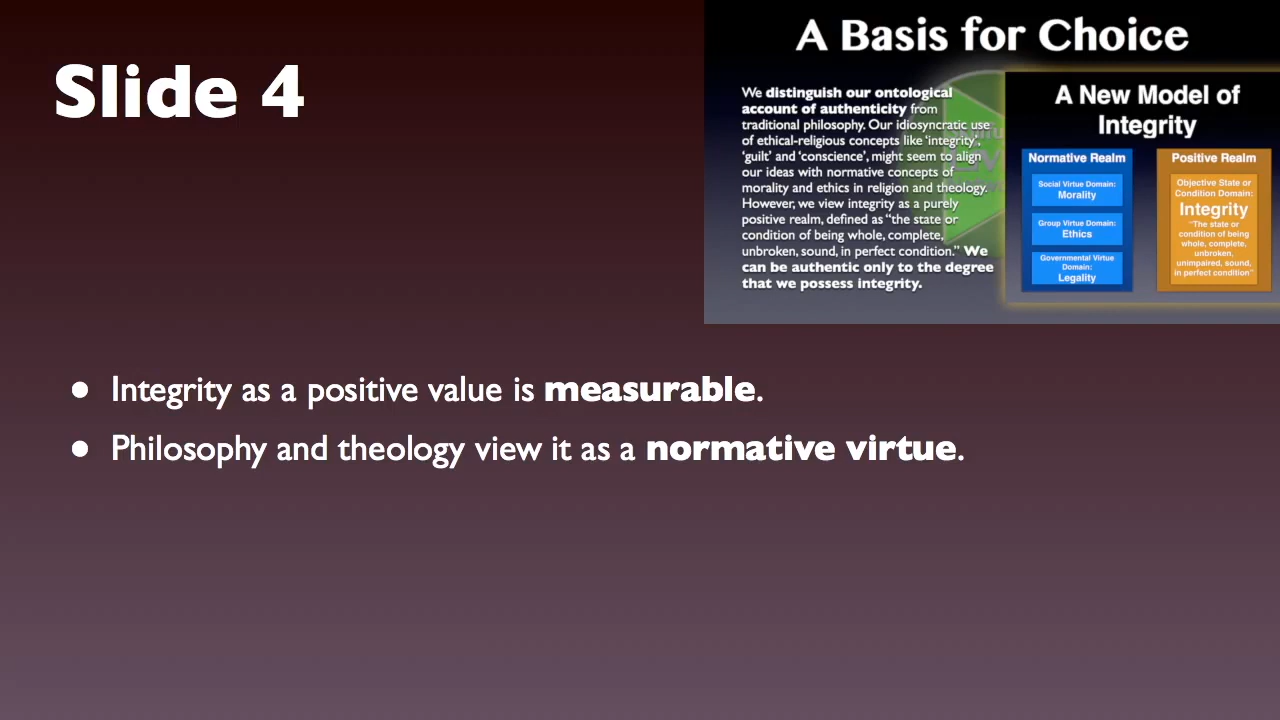 Slide 4
A Basis for Choice
We distinguish our ontological
account of authenticity from
traditional philosophy. Our idiosyncratic use
of ethical-religious concepts like ‘integrity’,
‘guilt’ and ‘conscience’, might seem to align
our ideas with normative concepts of
morality and ethics in religion and theology.
However, we view integrity as a purely
positive realm, defined as “the state or
condition of being whole, complete,
unbroken, sound, in perfect condition.” We
can be authentic only to the degree
that we possess integrity.
A New Model of
Integrity
Normative Realm
Social Virtue Domain:
Morality
Group Virtue Domain:
Ethics
Governmental Virtue
Domain:
Legality
Positive Realm
Objective State or
Condition Domain:
Integrity
“The state or
condition of being
whole, complete,
unbroken,
unimpaired, sound,
in perfect condition”
• Integrity as a positive value is measurable.
• Philosophy and theology view it as a normative virtue.